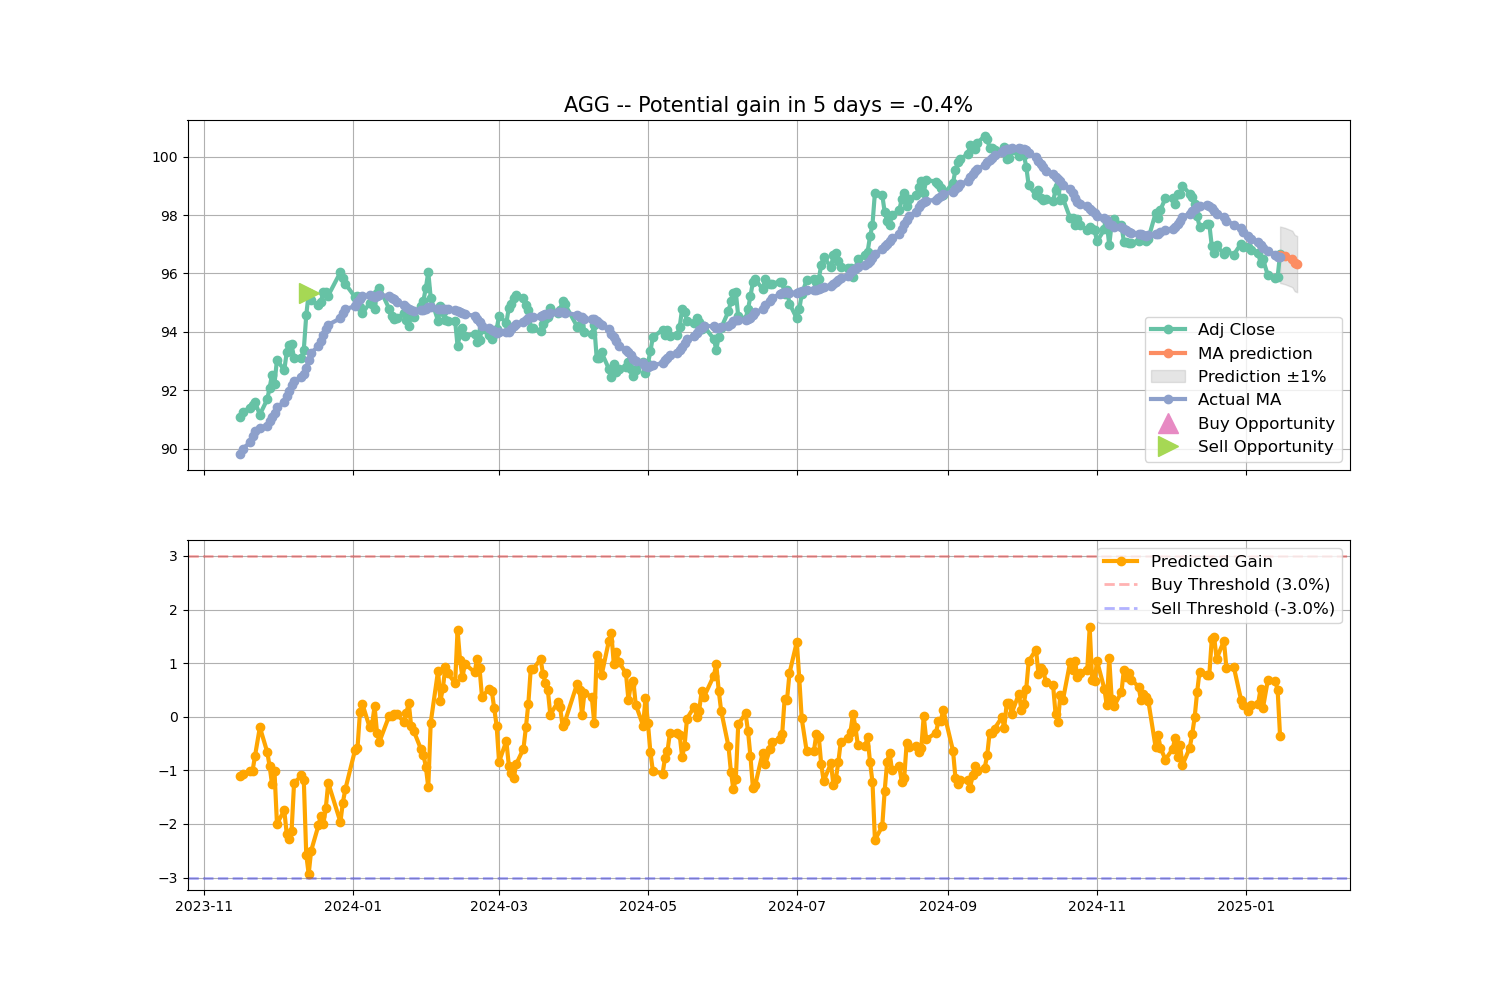 AGG -- Potential gain in 5 days = -0.4%
100
98
96
94
92
90
Adj Close
MA prediction
Prediction ±1%
Actual MA
Buy Opportunity
Sell Opportunity
3
2
1
0
−1
−2
−3
Predicted Gain
Buy Threshold (3.0%)
Sell Threshold (-3.0%)
2023-11
2024-01
2024-03
2024-05
2024-07
2024-09
2024-11
2025-01